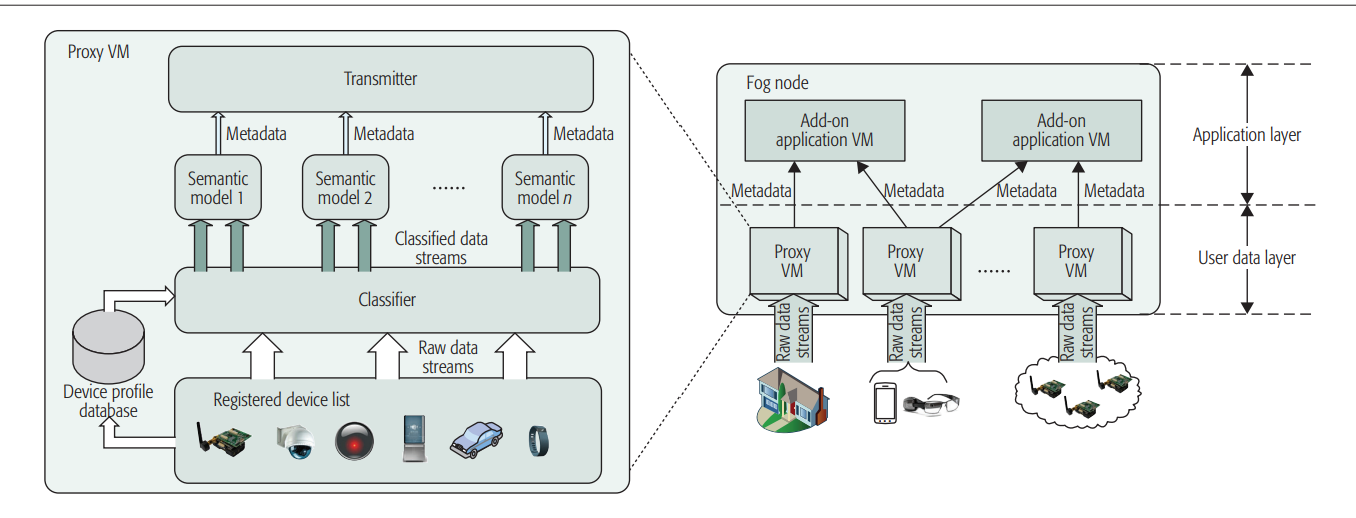 Proxy VM
Transmitter
Metadata
Metadata
Metadata
Semantic
model 1
Semantic
model 2
......
Semantic
model n
Classified data
streams
Classifier
Raw data
streams
Device profile
database
Registered device list
Fog node
Add-on
application VM
Add-on
application VM
Application layer
Metadata
Metadata
Metadata
Metadata
Proxy
VM
Proxy
VM
......
Proxy
VM
User data layer
Raw data
streams
Raw data
streams
Raw data
streams